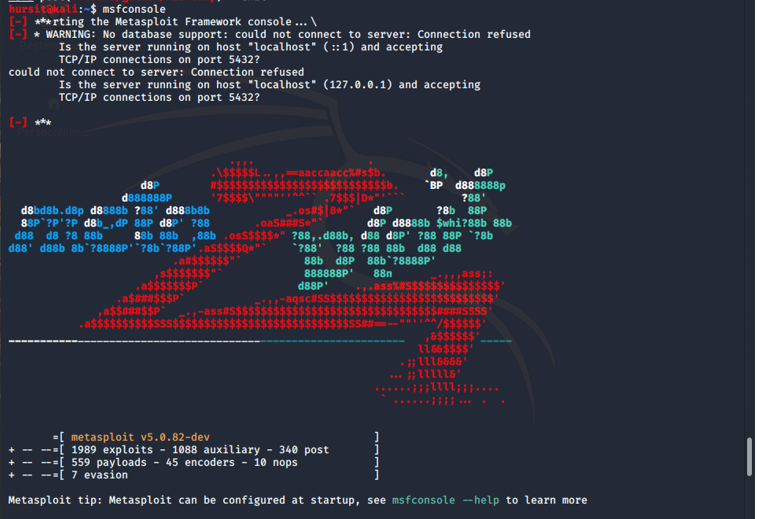 hursit@kali:~$ msfconsole
[-] ***rting the Metasploit Framework console...\
[-] * WARNING: No database support: could not connect to server: Connection refused
Is the server running on host "localhost" (::1) and accepting
TCP/IP connections on port 5432?
could not connect to server: Connection refused
Is the server running on host "localhost" (127.0.0.1) and accepting
TCP/IP connections on port 5432?
[-] ***
=[ metasploit v5.0.82-dev ]
+ -- --=[ 1989 exploits - 1088 auxiliary - 340 post ]
+ -- --=[ 559 payloads - 45 encoders - 10 nops ]
+ -- --=[ 7 evasion ]
Metasploit tip: Metasploit can be configured at startup, see msfconsole --help to learn more